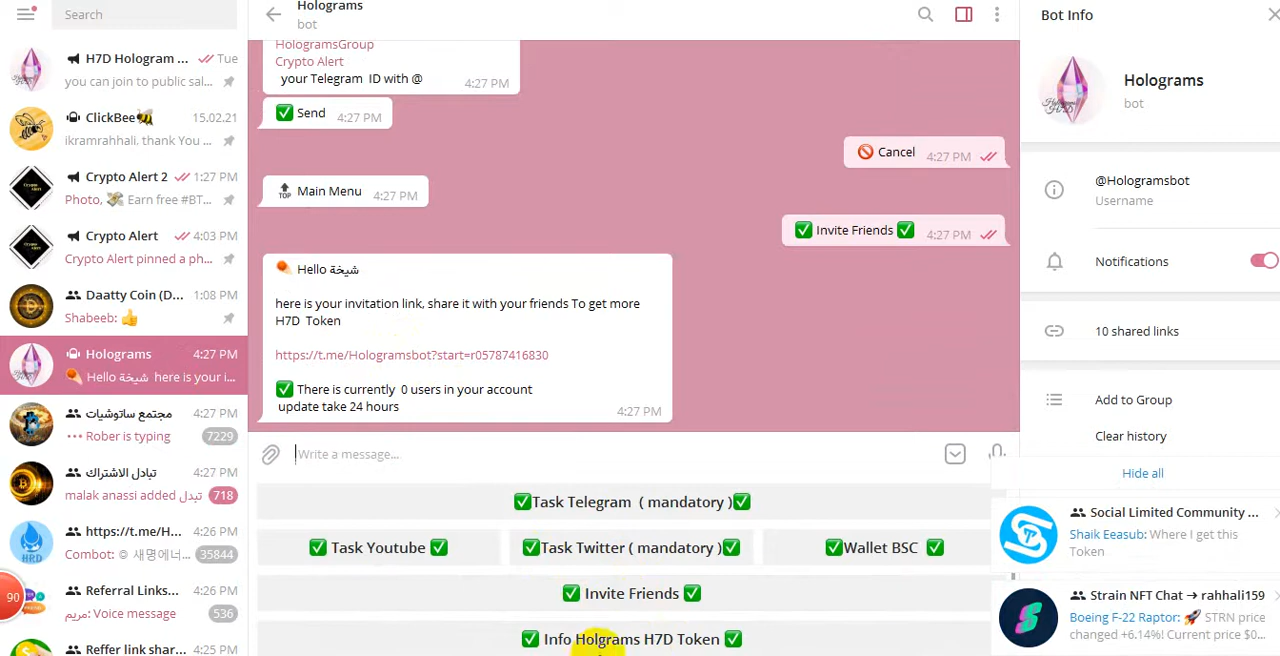 Search
H7D Hologram ... Tue
you can join to public sal...
ClickBee🐝 15.02.21
ikramrahhali. thank You ...
Crypto Alert 2 1:27 PM
Photo, 💸 Earn free #BT...
Crypto Alert 4:03 PM
Crypto Alert pinned a ph...
Daatty Coin (D... 1:08 PM
Shabeeb: 👍
Holograms 4:27 PM
Hello شيخة here is your i...
مجتمع ساتوشيات 4:27 PM
Rober is typing 7229
تبادل الاشتراك 4:27 PM
malak anassi added تبدل 718
https://t.me/H... 4:26 PM
Combot: ☺ 새명에너... 35844
Referral Links... 4:26 PM
مريم: Voice message 536
90
Reffer link shar... 4:25 PM
Holograms
bot
HologramsGroup
Crypto Alert
your Telegram ID with @ 4:27 PM
✅ Send 4:27 PM
🚫 Cancel 4:27 PM
🔝 Main Menu 4:27 PM
✅ Invite Friends ✅ 4:27 PM
Hello شيخة
here is your invitation link, share it with your friends To get more
H7D Token
https://t.me/Hologramsbot?start=r05787416830
✅ There is currently 0 users in your account
update take 24 hours 4:27 PM
Write a message...
✅Task Telegram ( mandatory )✅
✅ Task Youtube ✅
✅Task Twitter ( mandatory )✅
✅Wallet BSC ✅
✅ Invite Friends ✅
✅ Info Holgrams H7D Token ✅
Bot Info
Holograms
bot
@Hologramsbot
Username
Notifications
10 shared links
Add to Group
Clear history
Hide all
Social Limited Community ...
Shaik Eeasub: Where I get this
Token
Strain NFT Chat ➜ rahhali159
Boeing F-22 Raptor: 🚀 STRN price
changed +6.14%! Current price $0...